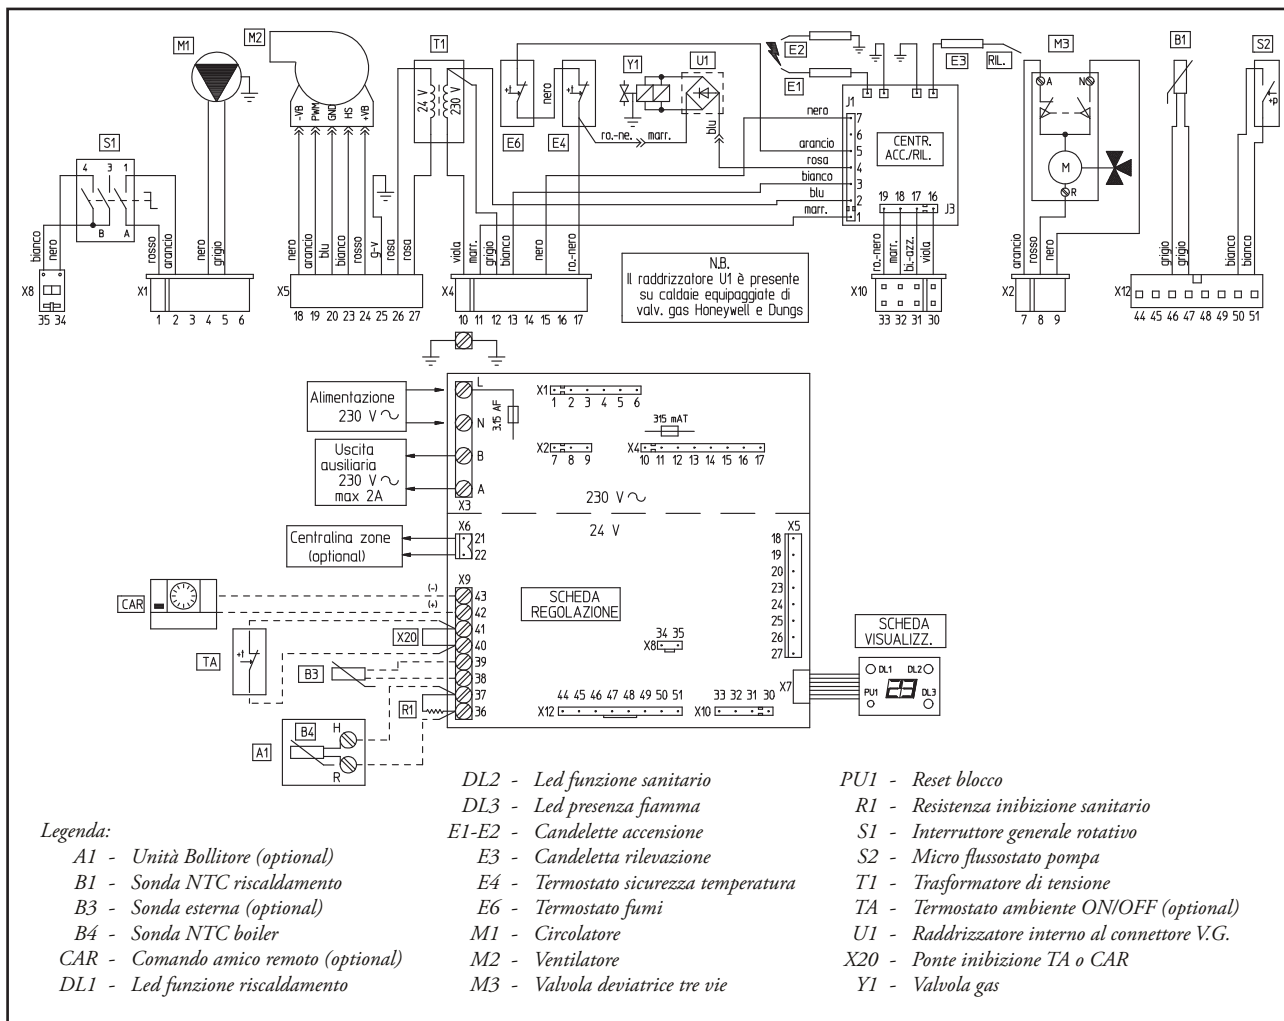 M1
M2
T1
Y1
U1
E2
E1
E3
RIL.
M3
B1
S2
24 V
230 V
+t
nero
+t
E6
E4
ro.-ne.
marr.
blu
J1
nero
7
6
arancio
5
rosa
4
bianco
3
blu
2
marr.
1
CENTR.
ACC./RIL.
19 18 17 16
J3
A
N
M
R
+p
-VB
PWM
GND
HS
+VB
S1
4 3 1
B A
bianco
nero
rosso
arancio
nero
grigio
nero
arancio
blu
bianco
rosso
g-v
rosa
rosa
viola
marr.
grigio
bianco
nero
ro.-nero
ro.-nero
marr.
bi.-azz.
viola
arancio
rosso
nero
grigio
grigio
bianco
bianco
N.B.
Il raddrizzatore U1 è presente
su caldaie equipaggiate di
valv. gas Honeywell e Dungs
X8
35 34
X1
1 2 3 4 5 6
X5
18 19 20 23 24 25 26 27
X4
10 11 12 13 14 15 16 17
X10
33 32 31 30
X2
7 8 9
X12
44 45 46 47 48 49 50 51
Alimentazione
230 V
L
N
3.15 AF
X1
1 2 3 4 5 6
315 mAT
X2
7 8 9
X4
10 11 12 13 14 15 16 17
Uscita
ausiliaria
230 V
max 2A
B
A
X3
230 V
24 V
Centralina zone
(optional)
X6
21
22
X5
18
19
20
23
24
25
26
27
CAR
(-)
(+)
X9
43
42
41
40
39
38
37
36
SCHEDA
REGOLAZIONE
X20
TA
+t
B3
R1
34 35
X8
SCHEDA
VISUALIZZ.
DL1
DL2
PU1
DL3
X7
44 45 46 47 48 49 50 51
X12
33 32 31 30
X10
A1
B4
H
R
Legenda:
A1 - Unità Bollitore (optional)
B1 - Sonda NTC riscaldamento
B3 - Sonda esterna (optional)
B4 - Sonda NTC boiler
CAR - Comando amico remoto (optional)
DL1 - Led funzione riscaldamento
DL2 - Led funzione sanitario
DL3 - Led presenza fiamma
E1-E2 - Candelette accensione
E3 - Candeletta rilevazione
E4 - Termostato sicurezza temperatura
E6 - Termostato fumi
M1 - Circolatore
M2 - Ventilatore
M3 - Valvola deviatrice tre vie
PU1 - Reset blocco
R1 - Resistenza inibizione sanitario
S1 - Interruttore generale rotativo
S2 - Micro flussostato pompa
T1 - Trasformatore di tensione
TA - Termostato ambiente ON/OFF (optional)
U1 - Raddrizzatore interno al connettore V.G.
X20 - Ponte inibizione TA o CAR
Y1 - Valvola gas